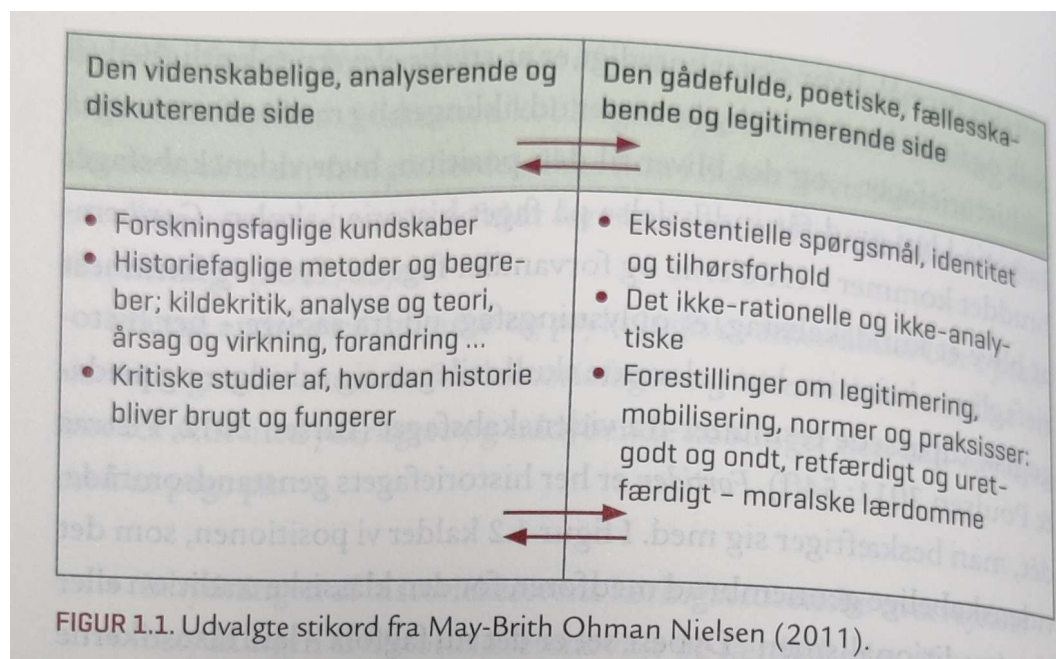 Den videnskabelige, analyserende og
diskuterende side
Den gådefulde, poetiske, fællesska-
bende og legitimerende side
• Forskningsfaglige kundskaber
• Historiefaglige metoder og begre-
ber; kildekritik, analyse og teori,
årsag og virkning, forandring ...
• Kritiske studier af, hvordan historie
bliver brugt og fungerer
• Eksistentielle spørgsmål, identitet
og tilhørsforhold
• Det ikke-rationelle og ikke-analy-
tiske
• Forestillinger om legitimering,
mobilisering, normer og praksisser:
godt og ondt, retfærdigt og uret-
færdigt – moralske lærdomme
FIGUR 1.1. Udvalgte stikord fra May-Brith Ohman Nielsen (2011).